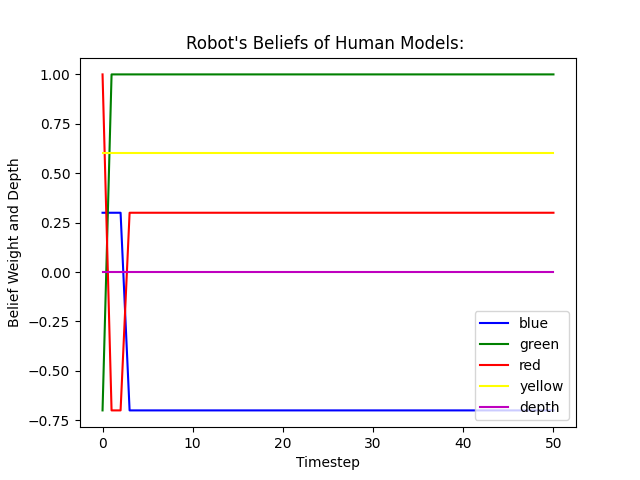 Robot's Beliefs of Human Models:
Belief Weight and Depth
1.00
0.75
0.50
0.25
0.00
−0.25
−0.50
−0.75
0
10
20
30
40
50
Timestep
blue
green
red
yellow
depth